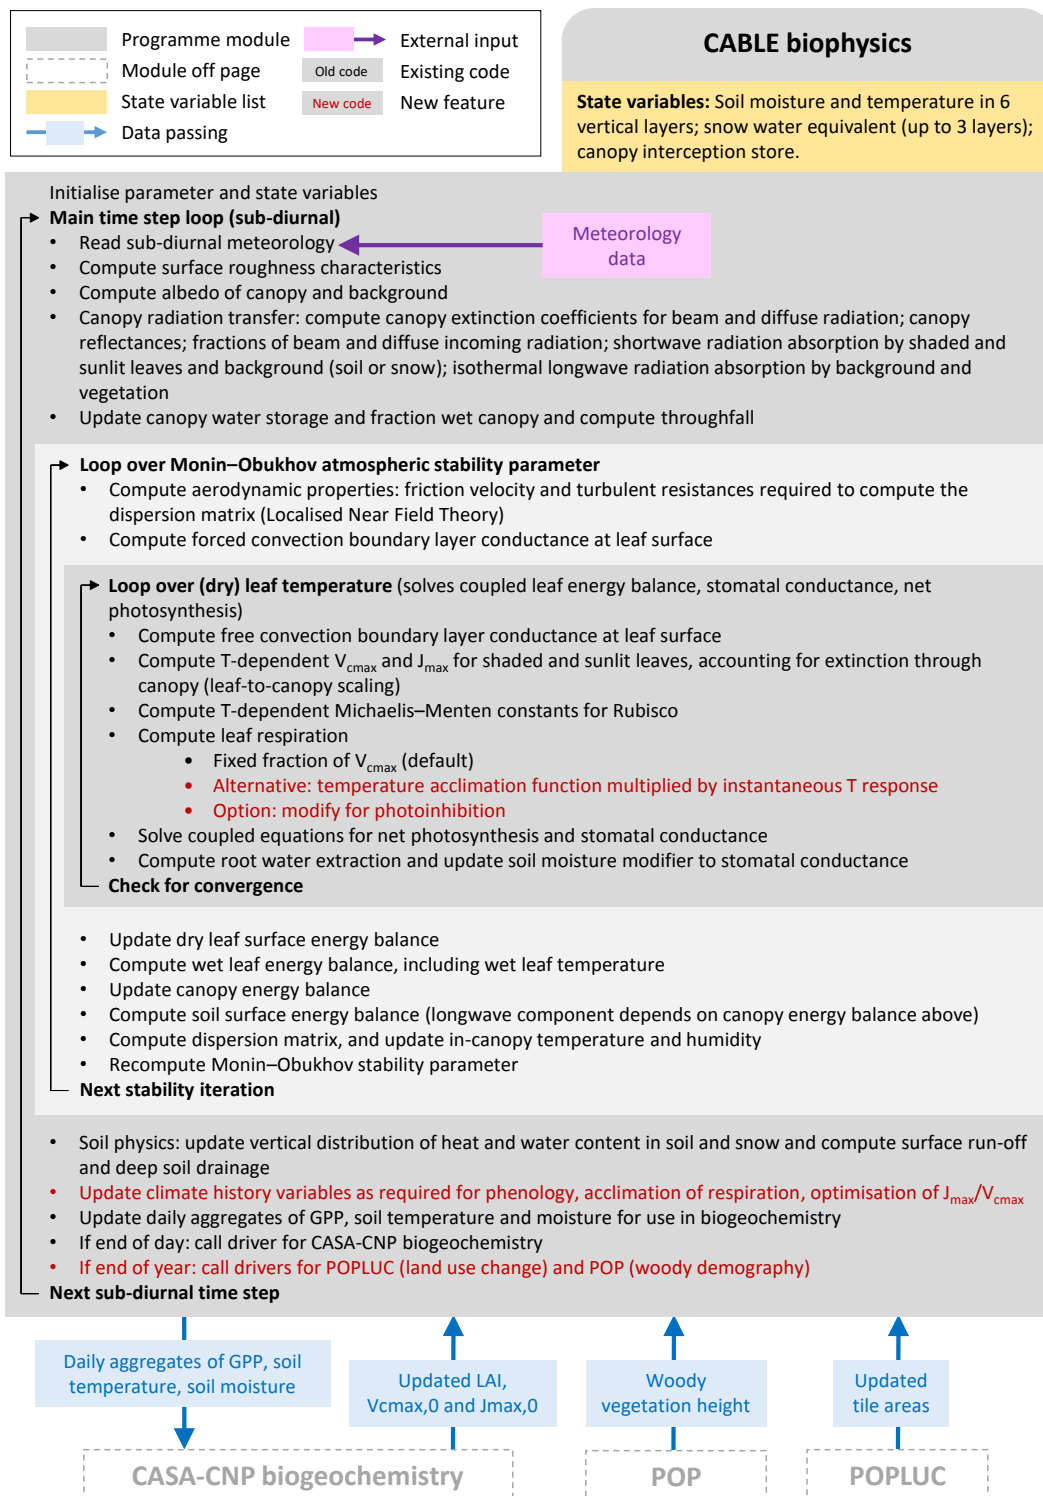 Programme module
External input
Module off page
Old code
Existing code
State variable list
New code
New feature
Data passing
CABLE biophysics
State variables: Soil moisture and temperature in 6
vertical layers; snow water equivalent (up to 3 layers);
canopy interception store.
Initialise parameter and state variables
Main time step loop (sub-diurnal)
• Read sub-diurnal meteorology
Meteorology
data
• Compute surface roughness characteristics
• Compute albedo of canopy and background
• Canopy radiation transfer: compute canopy extinction coefficients for beam and diffuse radiation; canopy
reflectances; fractions of beam and diffuse incoming radiation; shortwave radiation absorption by shaded and
sunlit leaves and background (soil or snow); isothermal longwave radiation absorption by background and
vegetation
• Update canopy water storage and fraction wet canopy and compute throughfall
Loop over Monin–Obukhov atmospheric stability parameter
• Compute aerodynamic properties: friction velocity and turbulent resistances required to compute the
dispersion matrix (Localised Near Field Theory)
• Compute forced convection boundary layer conductance at leaf surface
Loop over (dry) leaf temperature (solves coupled leaf energy balance, stomatal conductance, net
photosynthesis)
• Compute free convection boundary layer conductance at leaf surface
• Compute T-dependent Vcmax and Jmax for shaded and sunlit leaves, accounting for extinction through
canopy (leaf-to-canopy scaling)
• Compute T-dependent Michaelis–Menten constants for Rubisco
• Compute leaf respiration
• Fixed fraction of Vcmax (default)
• Alternative: temperature acclimation function multiplied by instantaneous T response
• Option: modify for photoinhibition
• Solve coupled equations for net photosynthesis and stomatal conductance
• Compute root water extraction and update soil moisture modifier to stomatal conductance
Check for convergence
• Update dry leaf surface energy balance
• Compute wet leaf energy balance, including wet leaf temperature
• Update canopy energy balance
• Compute soil surface energy balance (longwave component depends on canopy energy balance above)
• Compute dispersion matrix, and update in-canopy temperature and humidity
• Recompute Monin–Obukhov stability parameter
Next stability iteration
• Soil physics: update vertical distribution of heat and water content in soil and snow and compute surface run-off
and deep soil drainage
• Update climate history variables as required for phenology, acclimation of respiration, optimisation of Jmax/Vcmax
• Update daily aggregates of GPP, soil temperature and moisture for use in biogeochemistry
• If end of day: call driver for CASA-CNP biogeochemistry
• If end of year: call drivers for POPLUC (land use change) and POP (woody demography)
Next sub-diurnal time step
Daily aggregates of GPP, soil
temperature, soil moisture
Updated LAI,
Vcmax,0 and Jmax,0
Woody
vegetation height
Updated
tile areas
CASA-CNP biogeochemistry
POP
POPLUC